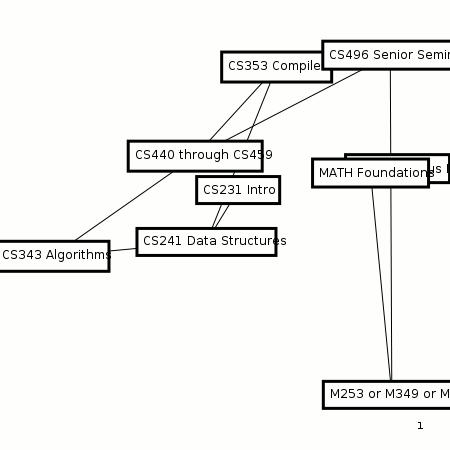 CS496 Senior Semi
CS353 Compile
CS440 through CS459
MATH Foundations
CS231 Intro
CS241 Data Structures
CS343 Algorithms
M253 or M349 or M
1